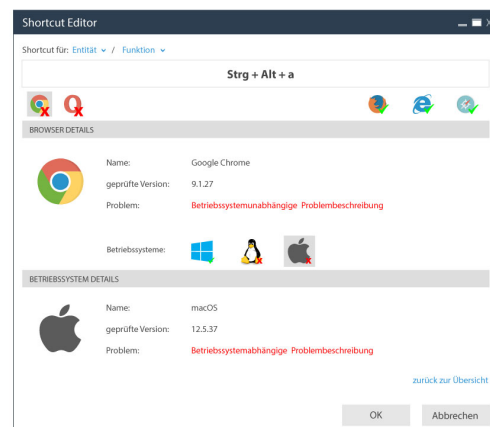 Shortcut Editor
Shortcut für: Entität / Funktion
Strg + Alt + a
BROWSER DETAILS
Name: Google Chrome
geprüfte Version: 9.1.27
Problem: Betriebssystemunabhängige Problembeschreibung
Betriebssysteme:
BETRIEBSSYSTEM DETAILS
Name: macOS
geprüfte Version: 12.5.37
Problem: Betriebssystemabhängige Problembeschreibung
zurück zur Übersicht
OK Abbrechen